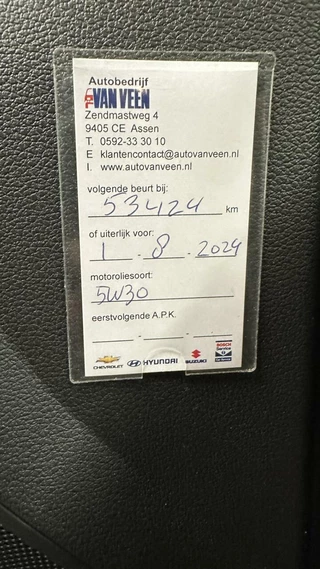 Autobedrijf
VAN VEEN
Zendmastweg 4
9405 CE Assen
T. 0592-33 30 10
E klantencontact@autovanveen.nl
I. www.autovanveen.nl
volgende beurt bij:
53424 km
of uiterlijk voor:
1 . 8 . 2024
motoroliesoort:
5W30
eerstvolgende A.P.K.
CHEVROLET HYUNDAI SUZUKI BOSCH Service